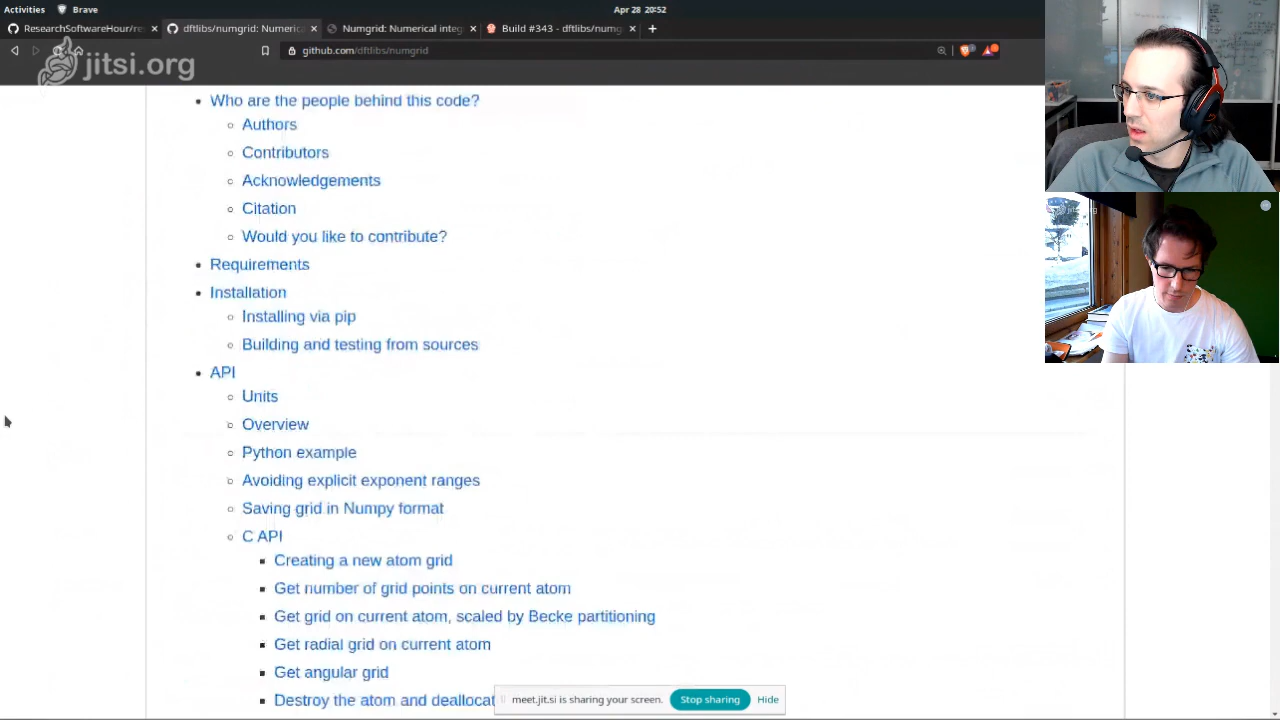 Activities Brave Apr 28 20:52
ResearchSoftwareHour/re dftlibs/numgrid: Numerica Numgrid: Numerical integ Build #343 - dftlibs/numg
github.com/dftlibs/numgrid
jitsi.org
Who are the people behind this code?
Authors
Contributors
Acknowledgements
Citation
Would you like to contribute?
Requirements
Installation
Installing via pip
Building and testing from sources
API
Units
Overview
Python example
Avoiding explicit exponent ranges
Saving grid in Numpy format
C API
Creating a new atom grid
Get number of grid points on current atom
Get grid on current atom, scaled by Becke partitioning
Get radial grid on current atom
Get angular grid
Destroy the atom and deallocat
meet.jit.si is sharing your screen. Stop sharing Hide